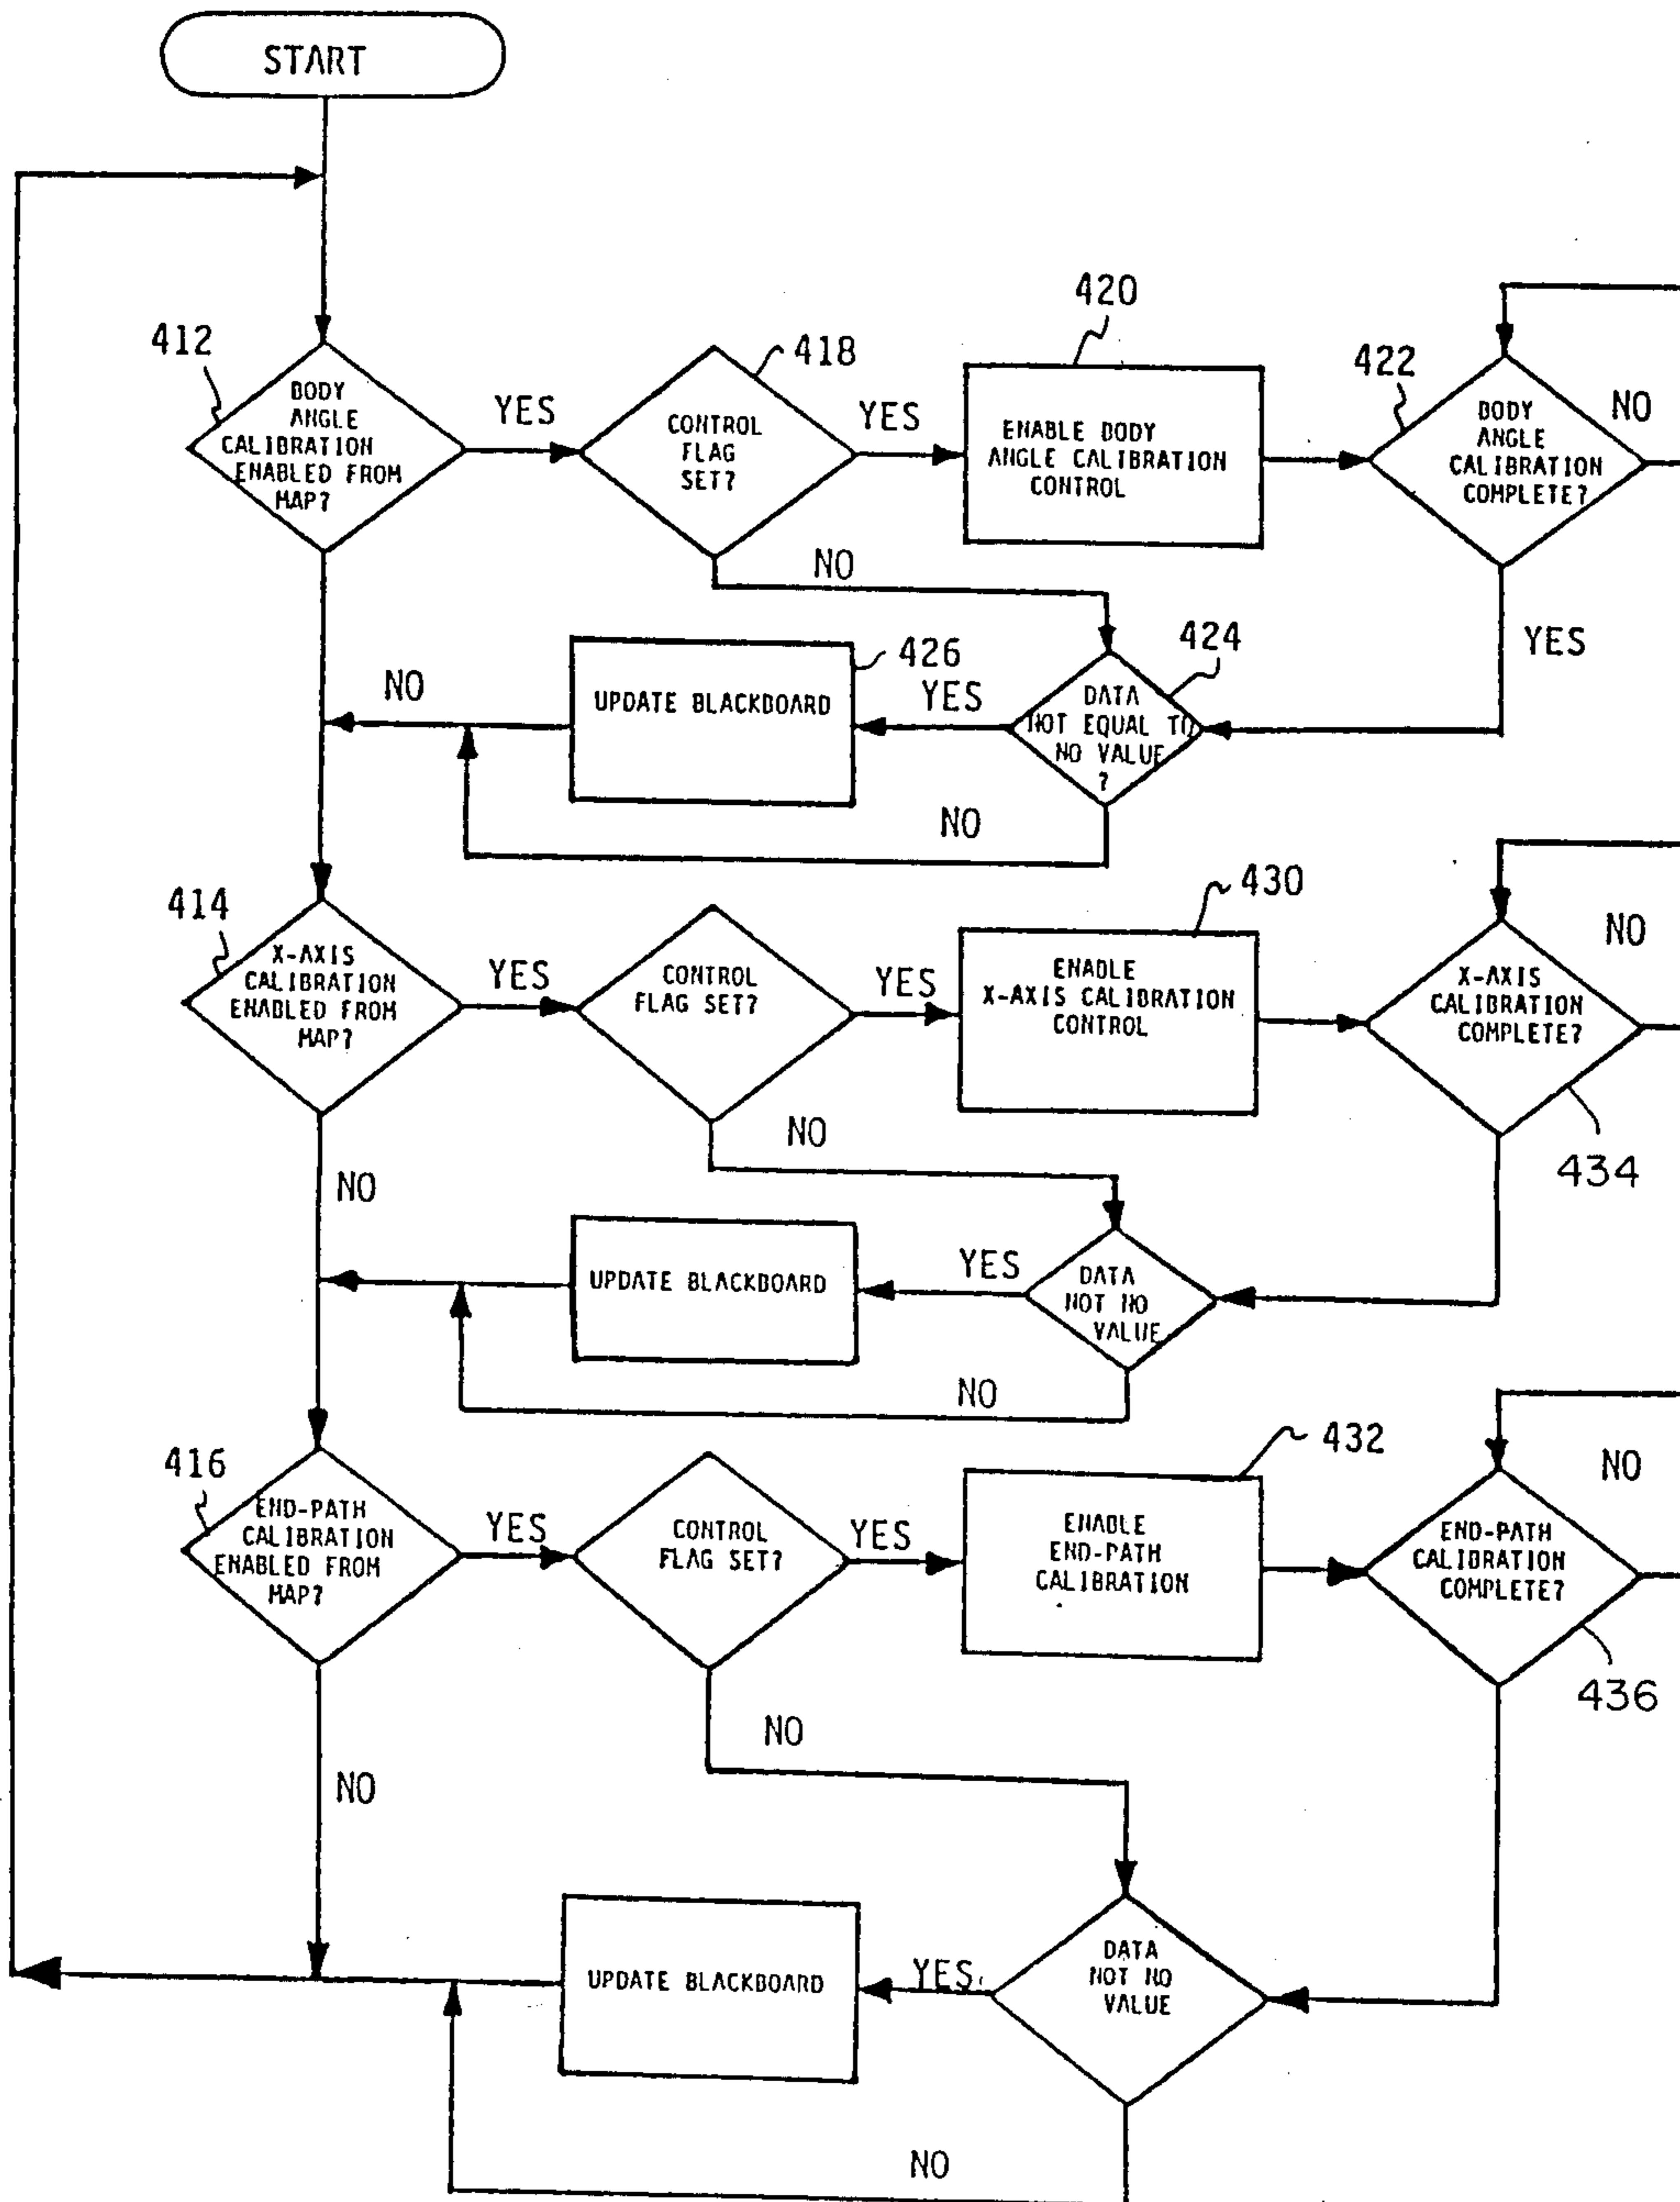 START
412
BODY
ANGLE
CALIBRATION
ENABLED FROM
MAP?
YES
418
CONTROL
FLAG
SET?
YES
420
ENABLE BODY
ANGLE CALIBRATION
CONTROL
422
BODY
ANGLE
CALIBRATION
COMPLETE?
NO
NO
YES
NO
UPDATE BLACKBOARD
426
YES
424
DATA
NOT EQUAL TO
NO VALUE
?
NO
414
X-AXIS
CALIBRATION
ENABLED FROM
MAP?
YES
CONTROL
FLAG SET?
YES
430
ENABLE
X-AXIS CALIBRATION
CONTROL
X-AXIS
CALIBRATION
COMPLETE?
NO
434
NO
NO
UPDATE BLACKBOARD
YES
DATA
NOT NO
VALUE
NO
416
END-PATH
CALIBRATION
ENABLED FROM
MAP?
YES
CONTROL
FLAG SET?
YES
432
ENABLE
END-PATH
CALIBRATION
END-PATH
CALIBRATION
COMPLETE?
NO
436
NO
NO
UPDATE BLACKBOARD
YES
DATA
NOT NO
VALUE
NO